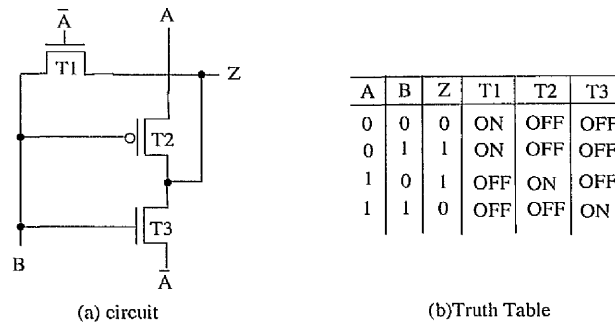 A̅ A
T1 Z
T2
T3
B
A̅
(a) circuit
A B Z T1 T2 T3
0 0 0 ON OFF OFF
0 1 1 ON OFF OFF
1 0 1 OFF ON OFF
1 1 0 OFF OFF ON
(b)Truth Table